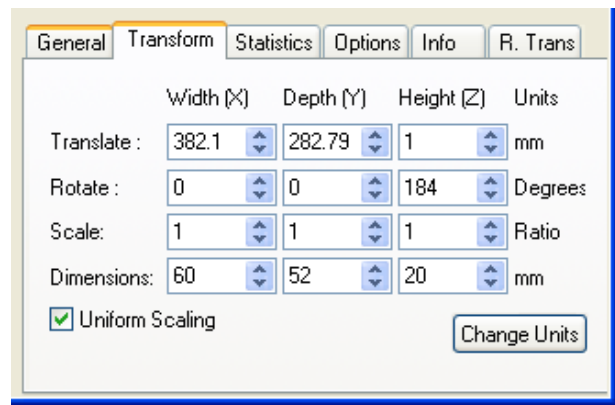 General Transform Statistics Options Info R. Trans
Width (X) Depth (Y) Height (Z) Units
Translate : 382.1 282.79 1 mm
Rotate : 0 0 184 Degrees
Scale: 1 1 1 Ratio
Dimensions: 60 52 20 mm
Uniform Scaling
Change Units